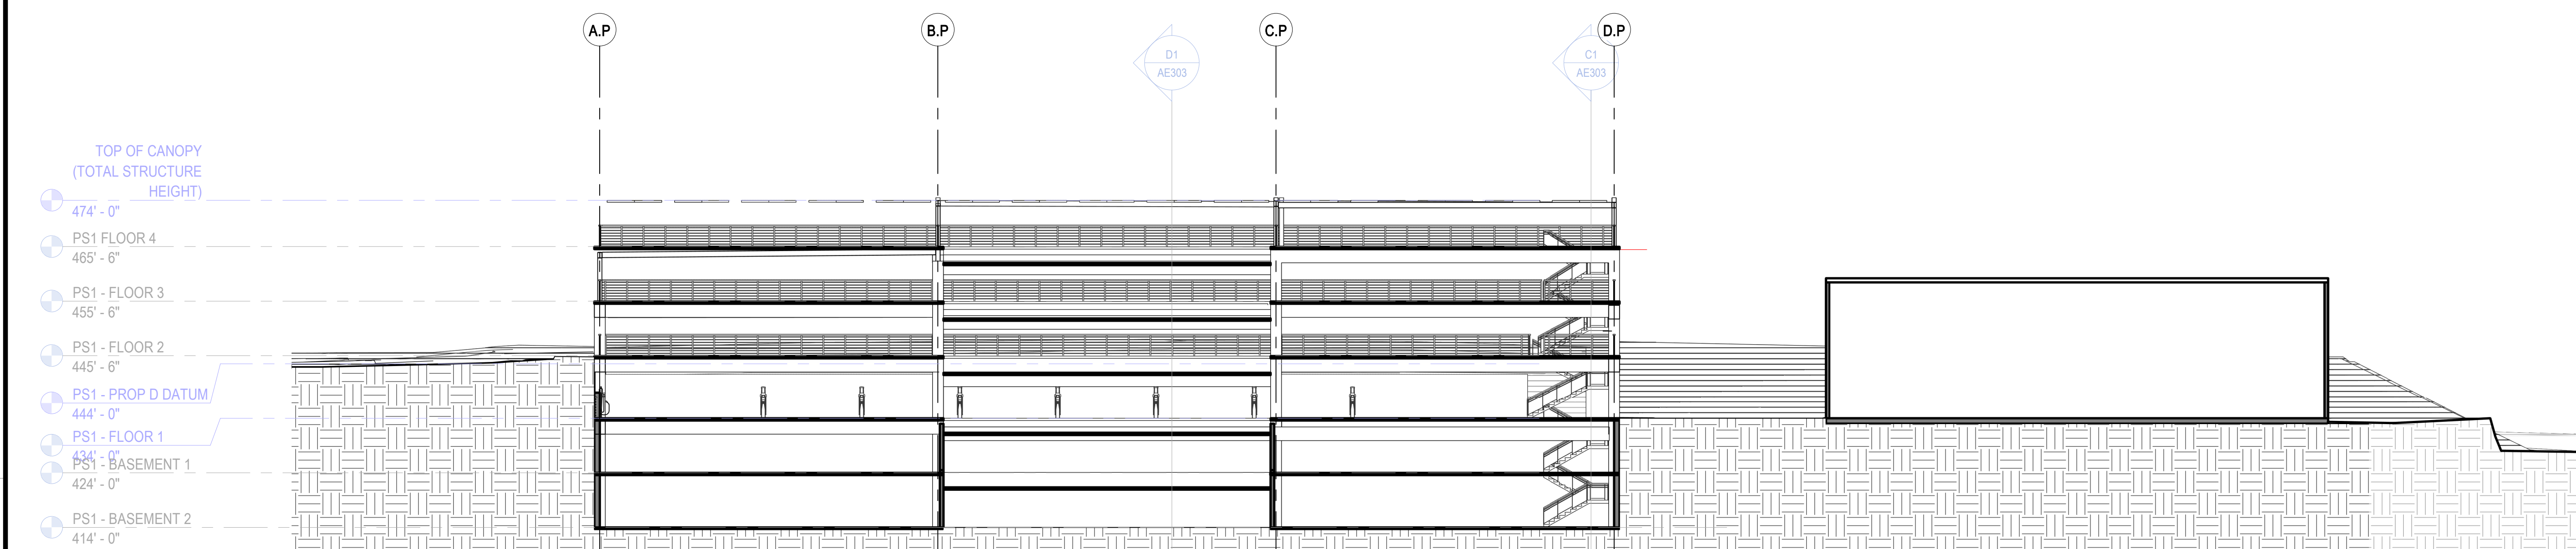 A.P
B.P
C.P
D.P
D1
AE303
C1
AE303
TOP OF CANOPY
(TOTAL STRUCTURE
HEIGHT)
474' - 0"
PS1 FLOOR 4
465' - 6"
PS1 - FLOOR 3
455' - 6"
PS1 - FLOOR 2
445' - 6"
PS1 - PROP D DATUM
444' - 0"
PS1 - FLOOR 1
434' - 0"
PS1 - BASEMENT 1
424' - 0"
PS1 - BASEMENT 2
414' - 0"